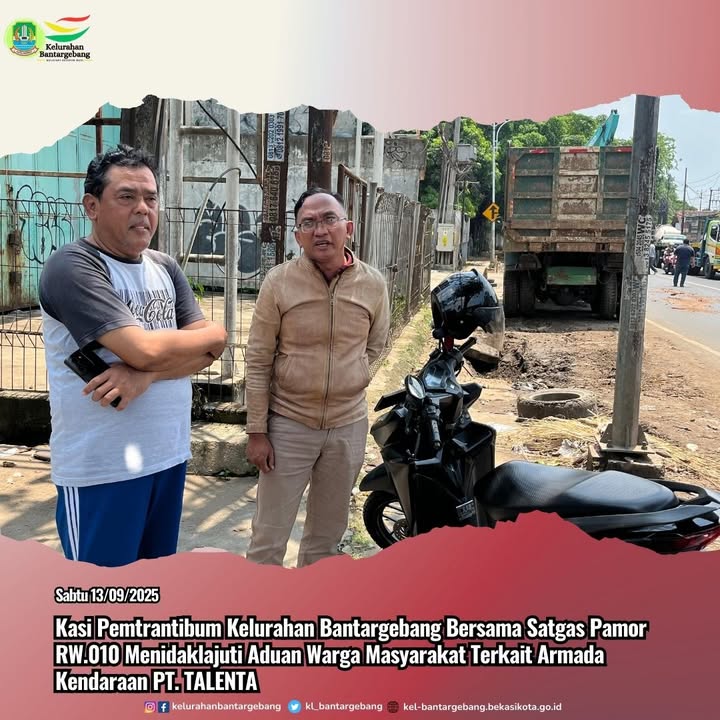 Kelurahan
Bantargebang
Coca-Cola
Sabtu 13/09/2025
Kasi Pemtrantibum Kelurahan Bantargebang Bersama Satgas Pamor
RW.010 Menidaklajuti Aduan Warga Masyarakat Terkait Armada
Kendaraan PT. TALENTA
kelurahanbantargebang kl_bantargebang kel-bantargebang.bekasikota.go.id